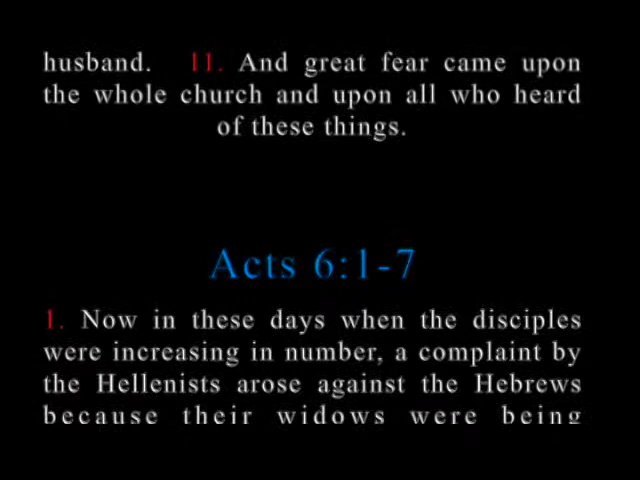 husband. 11. And great fear came upon
the whole church and upon all who heard
of these things.
Acts 6:1-7
1. Now in these days when the disciples
were increasing in number, a complaint by
the Hellenists arose against the Hebrews
because their widows were being